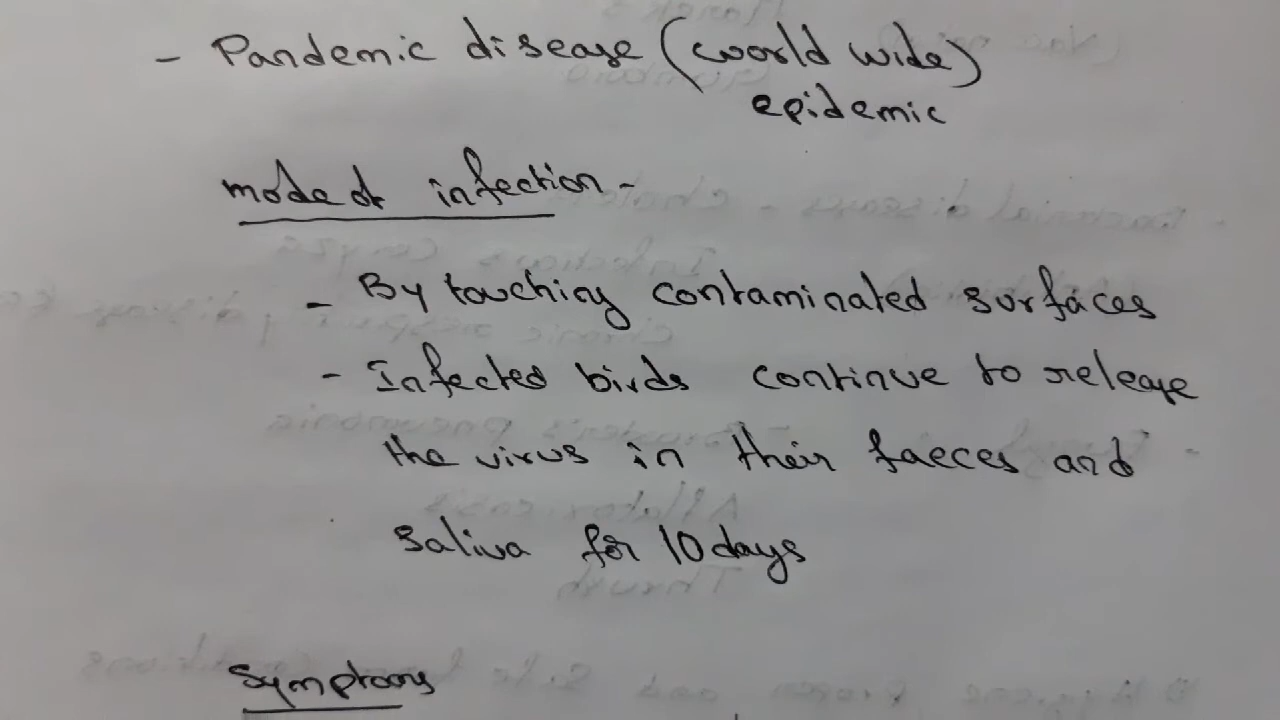 - Pandemic disease (world wide)
epidemic
mode of infection -
- By touching contaminated surfaces
- Infected birds continue to release
the virus in their faeces and
saliva for 10 days
Symptoms